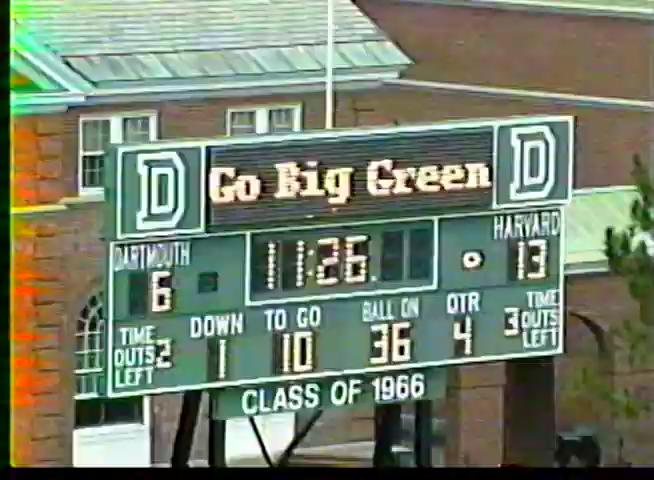 D Go Big Green D
DARTMOUTH 11:26 HARVARD
6 13
DOWN TO GO BALL ON QTR
TIME OUTS LEFT 2 1 10 36 4 3 TIME OUTS LEFT
CLASS OF 1966